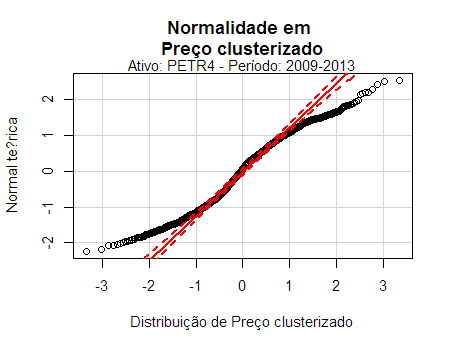 Normalidade em
Preço clusterizado
Ativo: PETR4 - Período: 2009-2013
Normal te?rica
2
1
0
-1
-2
-3 -2 -1 0 1 2 3
Distribuição de Preço clusterizado